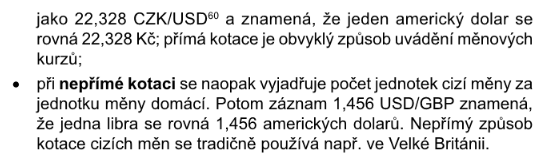 jako 22,328 CZK/USD⁶⁰ a znamená, že jeden americký dolar se
rovná 22,328 Kč; přímá kotace je obvyklý způsob uvádění měnových
kurzů;
• při nepřímé kotaci se naopak vyjadřuje počet jednotek cizí měny za
jednotku měny domácí. Potom záznam 1,456 USD/GBP znamená,
že jedna libra se rovná 1,456 amerických dolarů. Nepřímý způsob
kotace cizích měn se tradičně používá např. ve Velké Británii.